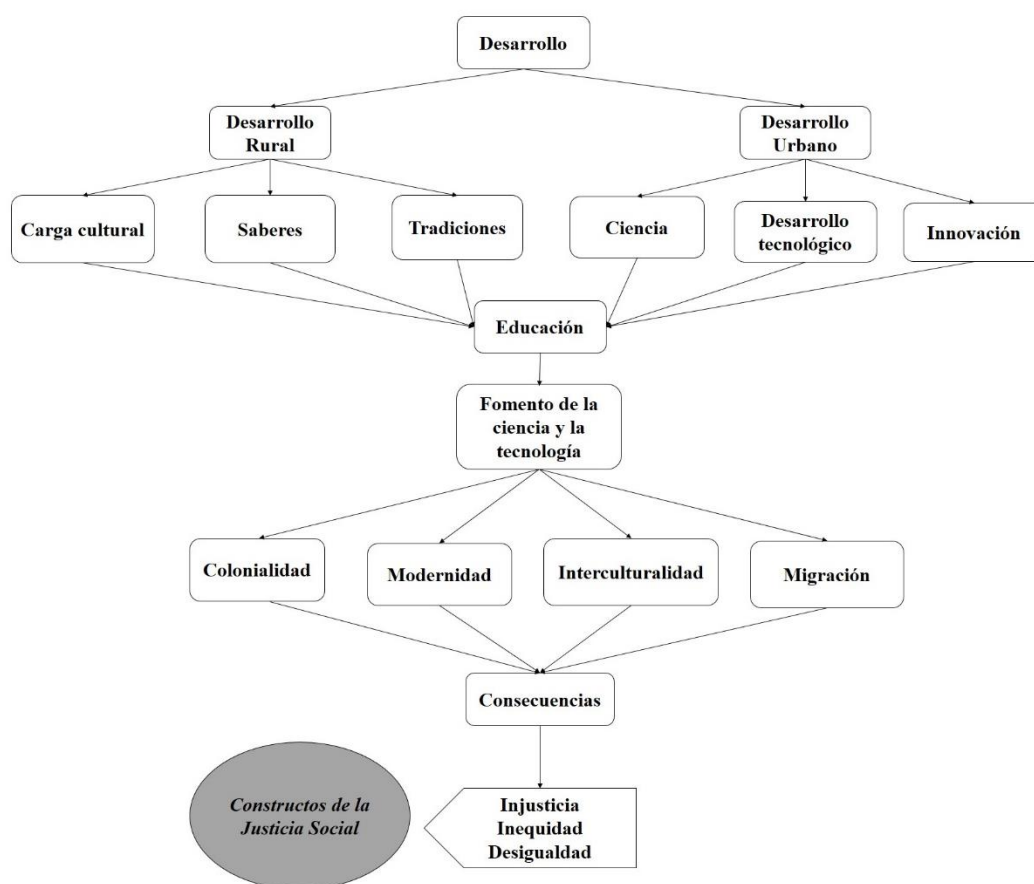 Desarrollo
Desarrollo
Rural
Desarrollo
Urbano
Carga cultural
Saberes
Tradiciones
Ciencia
Desarrollo
tecnológico
Innovación
Educación
Fomento de la
ciencia y la
tecnología
Colonialidad
Modernidad
Interculturalidad
Migración
Consecuencias
Constructos de la
Justicia Social
Injusticia
Inequidad
Desigualdad